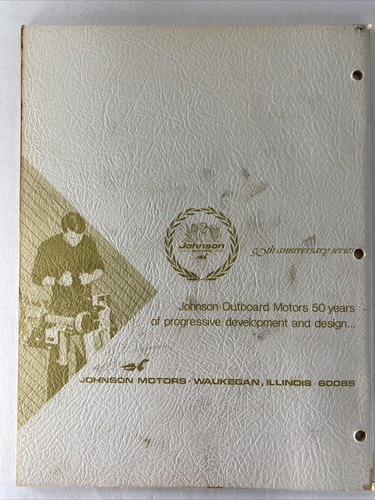 Johnson
50th anniversary series
Johnson Outboard Motors 50 years
of progressive development and design...
JOHNSON MOTORS · WAUKEGAN, ILLINOIS 60085